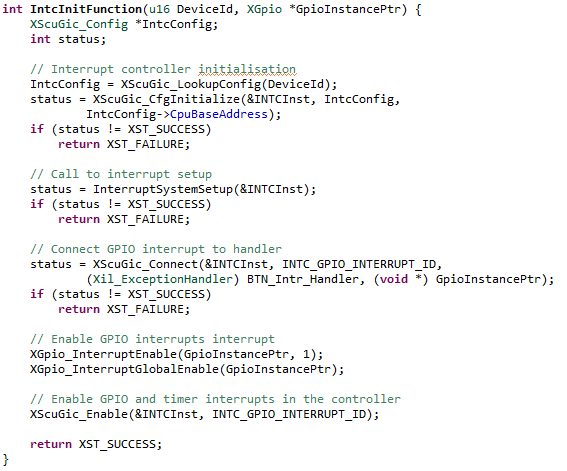 int IntcInitFunction(u16 DeviceId, XGpio *GpioInstancePtr) {
    XScuGic_Config *IntcConfig;
    int status;

    // Interrupt controller initialisation
    IntcConfig = XScuGic_LookupConfig(DeviceId);
    status = XScuGic_CfgInitialize(&INTCInst, IntcConfig,
            IntcConfig->CpuBaseAddress);
    if (status != XST_SUCCESS)
        return XST_FAILURE;

    // Call to interrupt setup
    status = InterruptSystemSetup(&INTCInst);
    if (status != XST_SUCCESS)
        return XST_FAILURE;

    // Connect GPIO interrupt to handler
    status = XScuGic_Connect(&INTCInst, INTC_GPIO_INTERRUPT_ID,
            (Xil_ExceptionHandler) BTN_Intr_Handler, (void *) GpioInstancePtr);
    if (status != XST_SUCCESS)
        return XST_FAILURE;

    // Enable GPIO interrupts interrupt
    XGpio_InterruptEnable(GpioInstancePtr, 1);
    XGpio_InterruptGlobalEnable(GpioInstancePtr);

    // Enable GPIO and timer interrupts in the controller
    XScuGic_Enable(&INTCInst, INTC_GPIO_INTERRUPT_ID);

    return XST_SUCCESS;
}